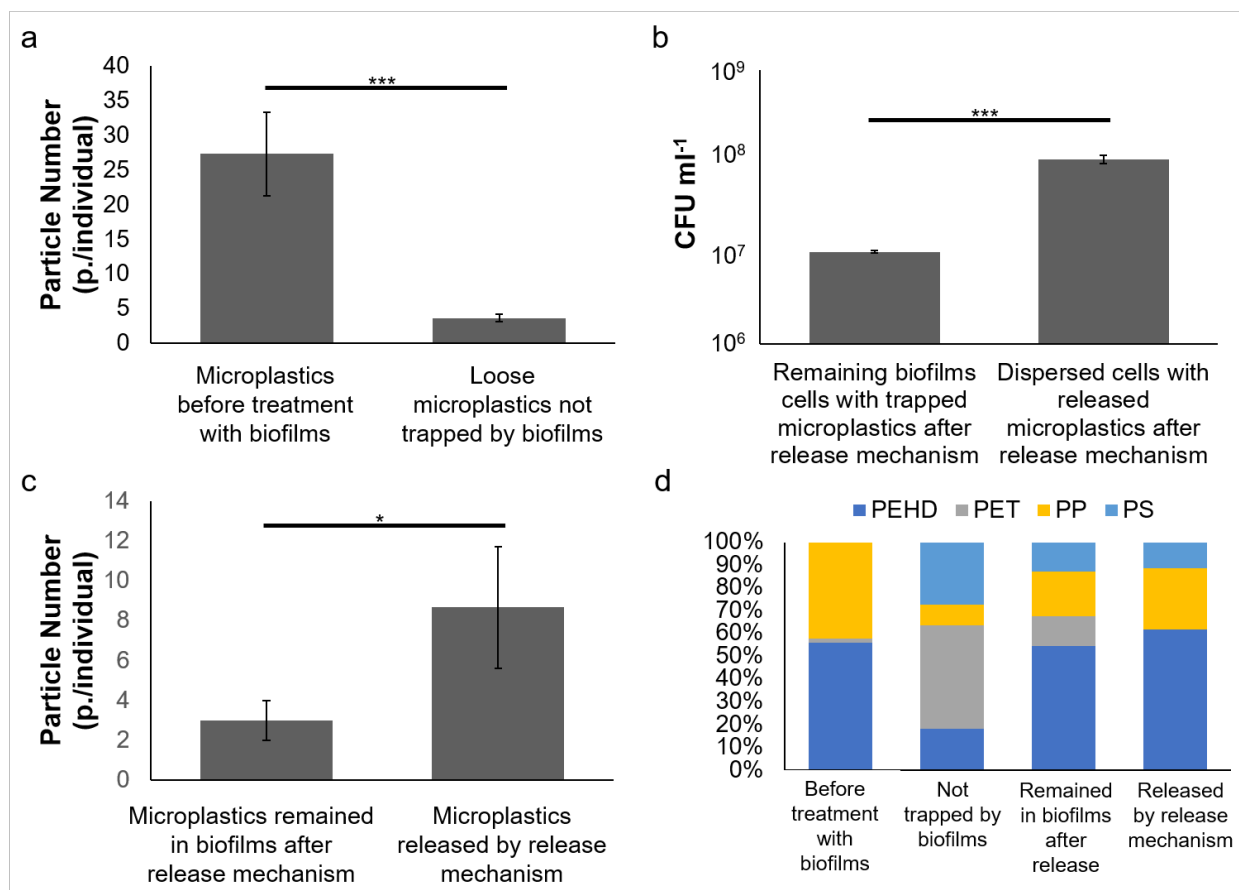 a
Particle Number
(p./individual)
40
35
30
25
20
15
10
5
0
***
Microplastics
before treatment
with biofilms
Loose
microplastics not
trapped by biofilms
b
CFU ml-1
10⁹
10⁸
10⁷
10⁶
***
Remaining biofilms
cells with trapped
microplastics after
release mechanism
Dispersed cells with
released
microplastics after
release mechanism
c
Particle Number
(p./individual)
14
12
10
8
6
4
2
0
*
Microplastics remained
in biofilms after
release mechanism
Microplastics
released by release
mechanism
d
PEHD PET PP PS
100%
90%
80%
70%
60%
50%
40%
30%
20%
10%
0%
Before
treatment
with
biofilms
Not
trapped by
biofilms
Remained
in biofilms
after
release
Released
by release
mechanism